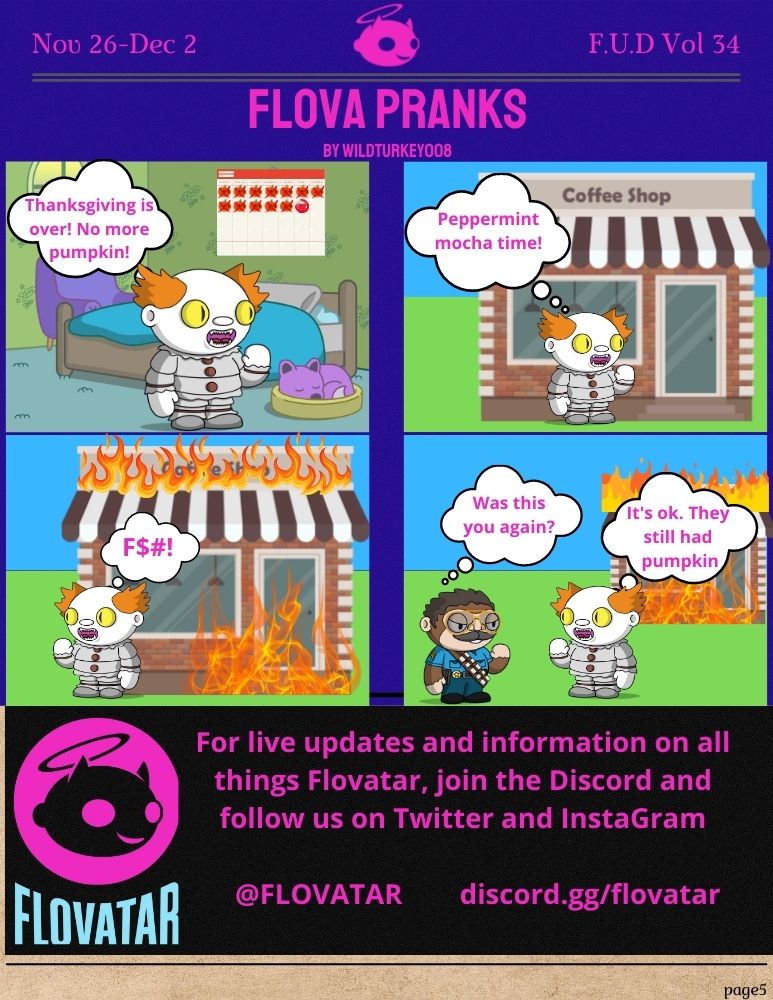 Nov 26-Dec 2
F.U.D Vol 34
FLOVA PRANKS
BY WILDTURKEY008
Thanksgiving is
over! No more
pumpkin!
Coffee Shop
Peppermint
mocha time!
Coffee Shop
F$#!
Was this
you again?
It's ok. They
still had
pumpkin
For live updates and information on all
things Flovatar, join the Discord and
follow us on Twitter and InstaGram
@FLOVATAR
discord.gg/flovatar
FLOVATAR
page5